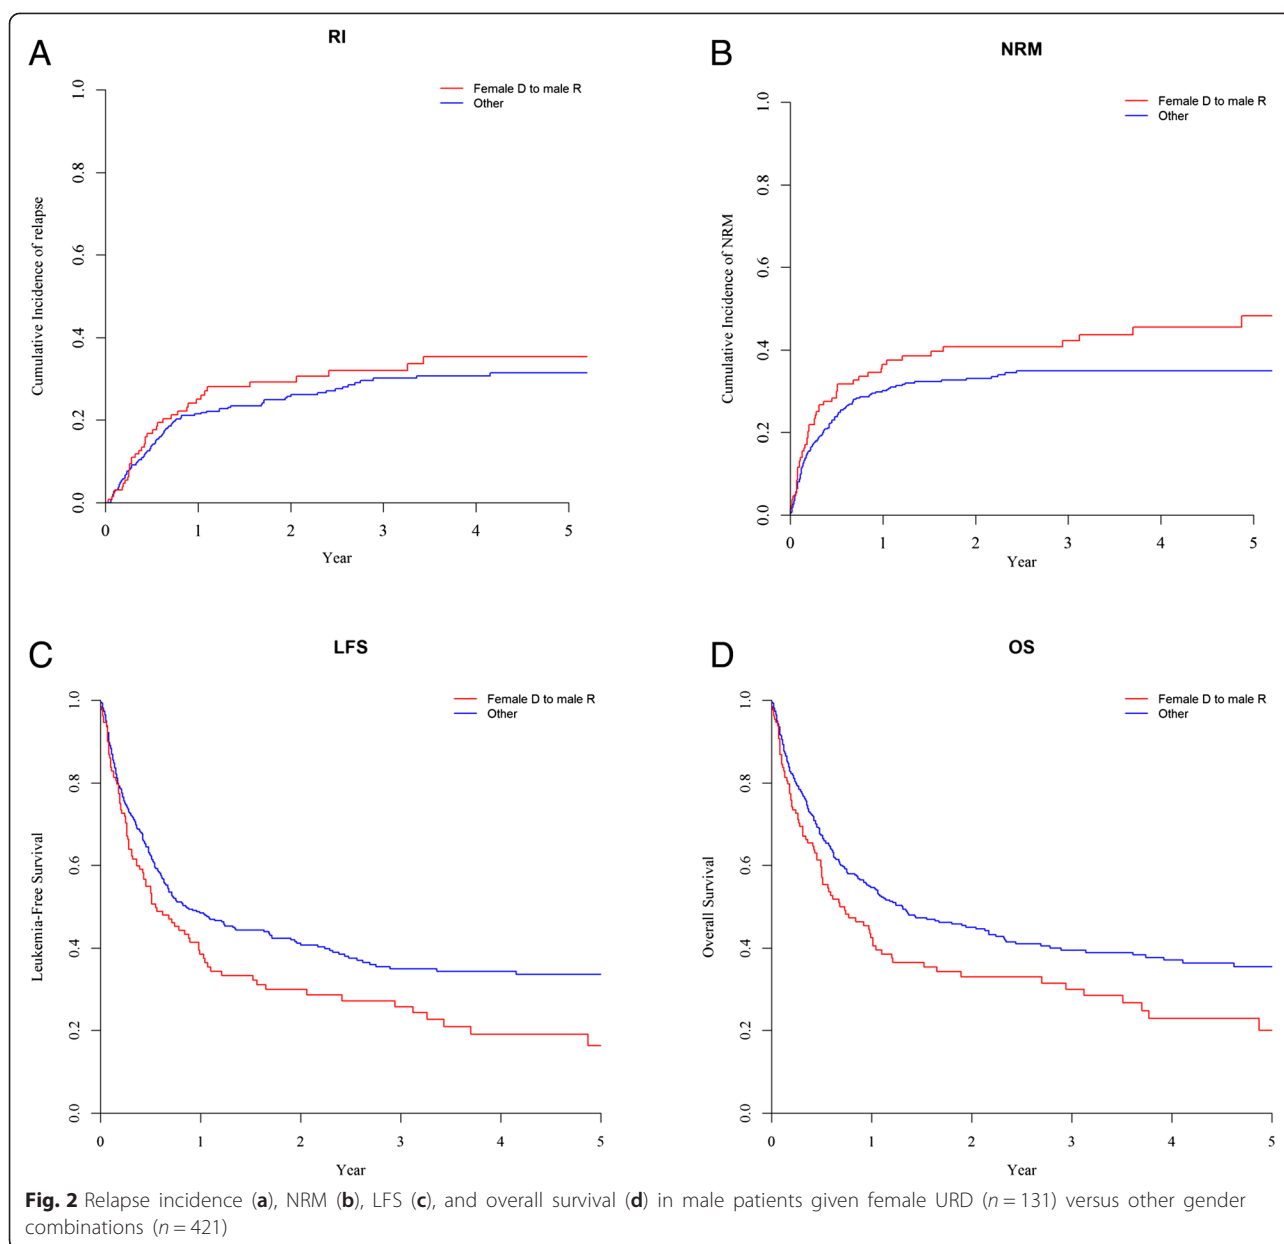 A
RI
Female D to male R
Other
Cumulative Incidence of relapse
1.0
0.8
0.6
0.4
0.2
0.0
0 1 2 3 4 5
Year
B
NRM
Female D to male R
Other
Cumulative Incidence of NRM
1.0
0.8
0.6
0.4
0.2
0.0
0 1 2 3 4 5
Year
C
LFS
Female D to male R
Other
Leukemia-Free Survival
1.0
0.8
0.6
0.4
0.2
0.0
0 1 2 3 4 5
Year
D
OS
Female D to male R
Other
Overall Survival
1.0
0.8
0.6
0.4
0.2
0.0
0 1 2 3 4 5
Year
Fig. 2 Relapse incidence (a), NRM (b), LFS (c), and overall survival (d) in male patients given female URD (n = 131) versus other gender
combinations (n = 421)